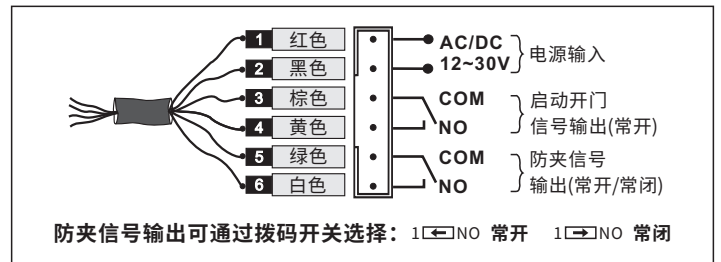 1 红色 AC/DC
2 黑色 12~30V 电源输入
3 棕色 COM 启动开门
4 黄色 NO 信号输出(常开)
5 绿色 COM 防夹信号
6 白色 NO 输出(常开/常闭)
防夹信号输出可通过拨码开关选择： 1 NO 常开 1 NO 常闭